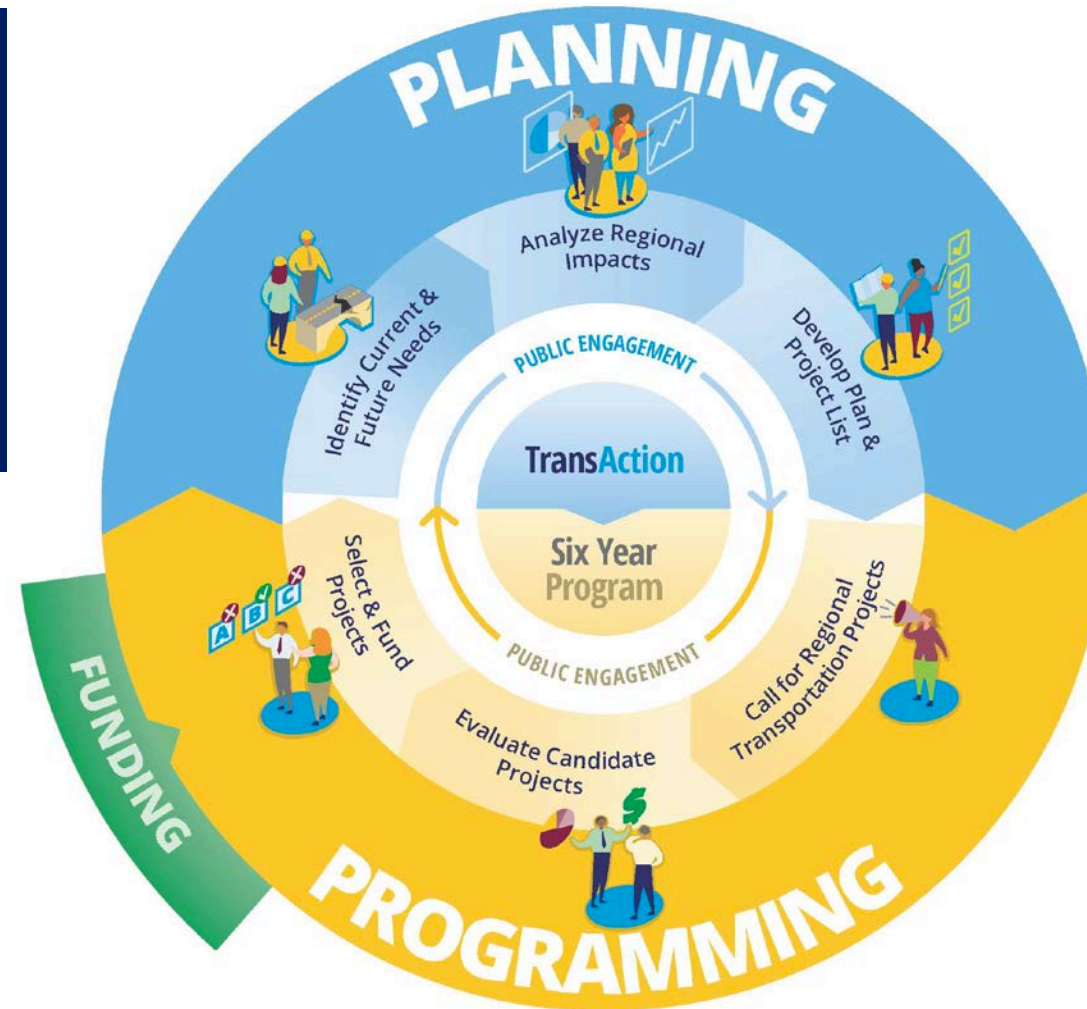 PLANNING
Analyze Regional
Impacts
Identify Current &
Future Needs
Develop Plan &
Project List
PUBLIC ENGAGEMENT
TransAction
Six Year
Program
PUBLIC ENGAGEMENT
Select & Fund
Projects
A B C
Call for Regional
Transportation Projects
Evaluate Candidate
Projects
$
FUNDING
PROGRAMMING